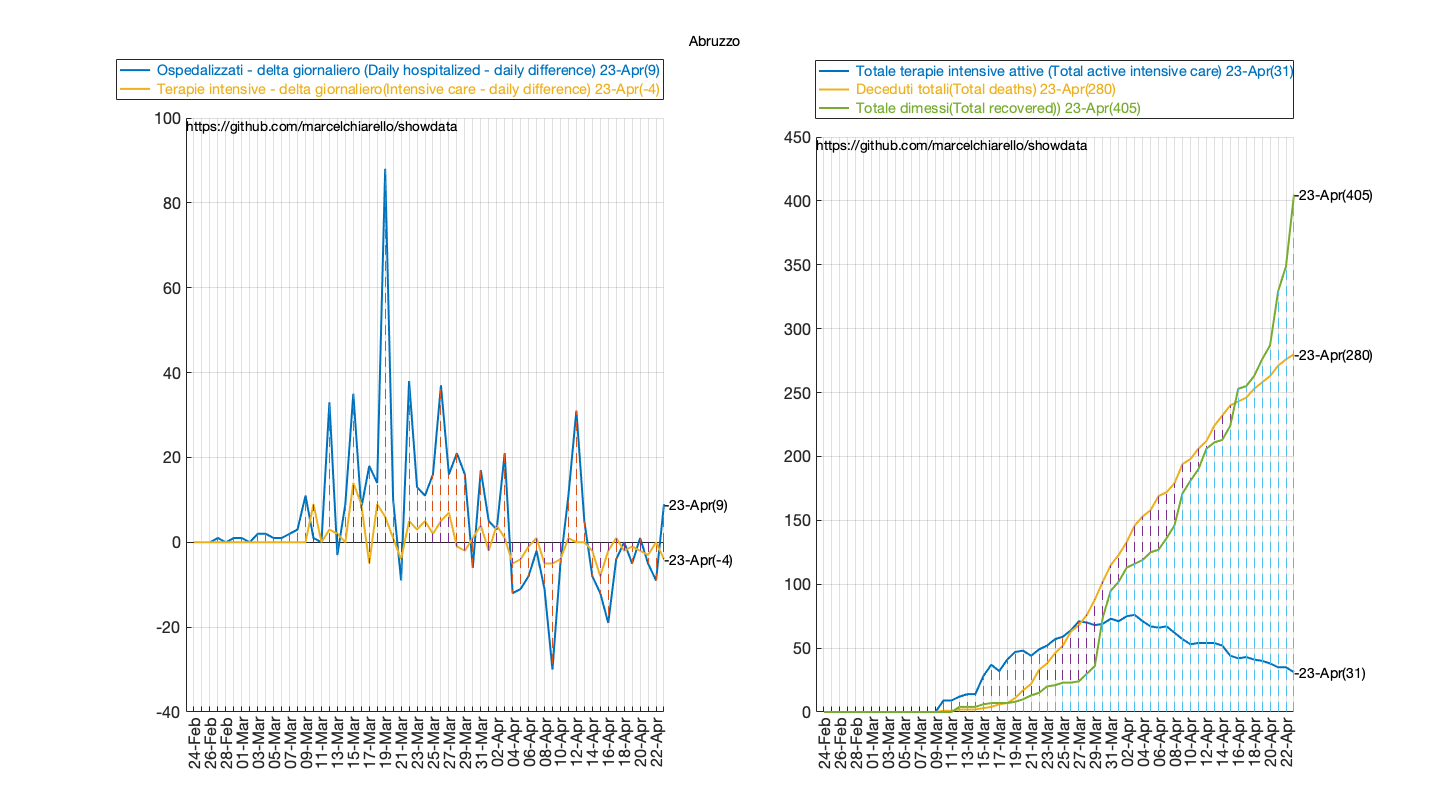 Abruzzo
Ospedalizzati - delta giornaliero (Daily hospitalized - daily difference) 23-Apr(9)
Terapie intensive - delta giornaliero(Intensive care - daily difference) 23-Apr(-4)
https://github.com/marcelchiarello/showdata
100
80
60
40
20
0
-20
-40
-23-Apr(9)
-23-Apr(-4)
24-Feb
26-Feb
28-Feb
01-Mar
03-Mar
05-Mar
07-Mar
09-Mar
11-Mar
13-Mar
15-Mar
17-Mar
19-Mar
21-Mar
23-Mar
25-Mar
27-Mar
29-Mar
31-Mar
02-Apr
04-Apr
06-Apr
08-Apr
10-Apr
12-Apr
14-Apr
16-Apr
18-Apr
20-Apr
22-Apr
Totale terapie intensive attive (Total active intensive care) 23-Apr(31)
Deceduti totali(Total deaths) 23-Apr(280)
Totale dimessi(Total recovered)) 23-Apr(405)
https://github.com/marcelchiarello/showdata
450
400
350
300
250
200
150
100
50
0
-23-Apr(405)
-23-Apr(280)
-23-Apr(31)
24-Feb
26-Feb
28-Feb
01-Mar
03-Mar
05-Mar
07-Mar
09-Mar
11-Mar
13-Mar
15-Mar
17-Mar
19-Mar
21-Mar
23-Mar
25-Mar
27-Mar
29-Mar
31-Mar
02-Apr
04-Apr
06-Apr
08-Apr
10-Apr
12-Apr
14-Apr
16-Apr
18-Apr
20-Apr
22-Apr